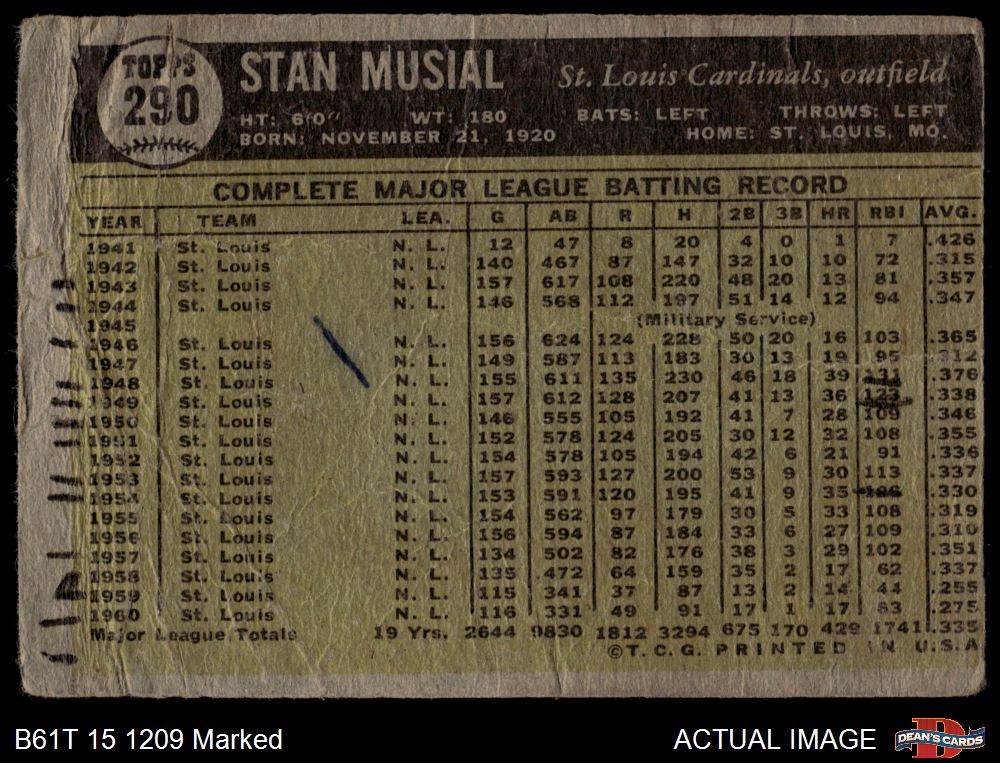 TOPPS
290
STAN MUSIAL
St. Louis Cardinals, outfield
HT: 6'0" WT: 180 BATS: LEFT THROWS: LEFT
BORN: NOVEMBER 21, 1920 HOME: ST. LOUIS, MO.
COMPLETE MAJOR LEAGUE BATTING RECORD
YEAR TEAM LEA. G AB R H 2B 3B HR RBI AVG.
1941 St. Louis N. L. 12 47 8 20 4 0 1 7 .426
1942 St. Louis N. L. 140 467 87 147 32 10 10 72 .315
1943 St. Louis N. L. 157 617 108 220 48 20 13 81 .357
1944 St. Louis N. L. 146 568 112 197 51 14 12 94 .347
1945 (Military Service)
1946 St. Louis N. L. 156 624 124 228 50 20 16 103 .365
1947 St. Louis N. L. 149 587 113 183 30 13 19 95 .312
1948 St. Louis N. L. 155 611 135 230 46 18 39 131 .376
1949 St. Louis N. L. 157 612 128 207 41 13 36 123 .338
1950 St. Louis N. L. 146 555 105 192 41 7 28 109 .346
1951 St. Louis N. L. 152 578 124 205 30 12 32 108 .355
1952 St. Louis N. L. 154 578 105 194 42 6 21 91 .336
1953 St. Louis N. L. 157 593 127 200 53 9 30 113 .337
1954 St. Louis N. L. 153 591 120 195 41 9 35 .330
1955 St. Louis N. L. 154 562 97 179 30 5 33 108 .319
1956 St. Louis N. L. 156 594 87 184 33 6 27 109 .310
1957 St. Louis N. L. 134 502 82 176 38 3 29 102 .351
1958 St. Louis N. L. 135 472 64 159 35 2 17 62 .337
1959 St. Louis N. L. 115 341 37 87 13 2 14 44 .255
1960 St. Louis N. L. 116 331 49 91 17 1 17 63 .275
Major League Totals 19 Yrs. 2644 9830 1812 3294 675 170 429 1741 .335
©T. C. G. PRINTED IN U.S.A
B61T 15 1209 Marked ACTUAL IMAGE
DEAN'S CARDS